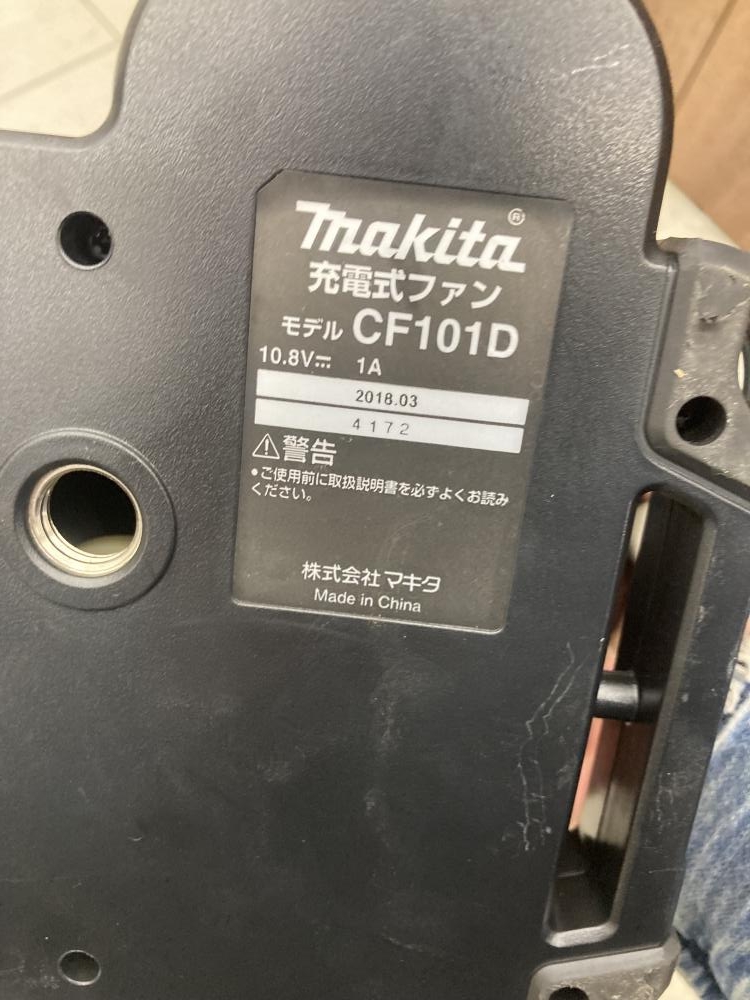 makita®
充電式ファン
モデル CF101D
10.8V⎓ 1A
2018.03
4172
⚠警告
•ご使用前に取扱説明書を必ずよくお読み
ください。
株式会社マキタ
Made in China